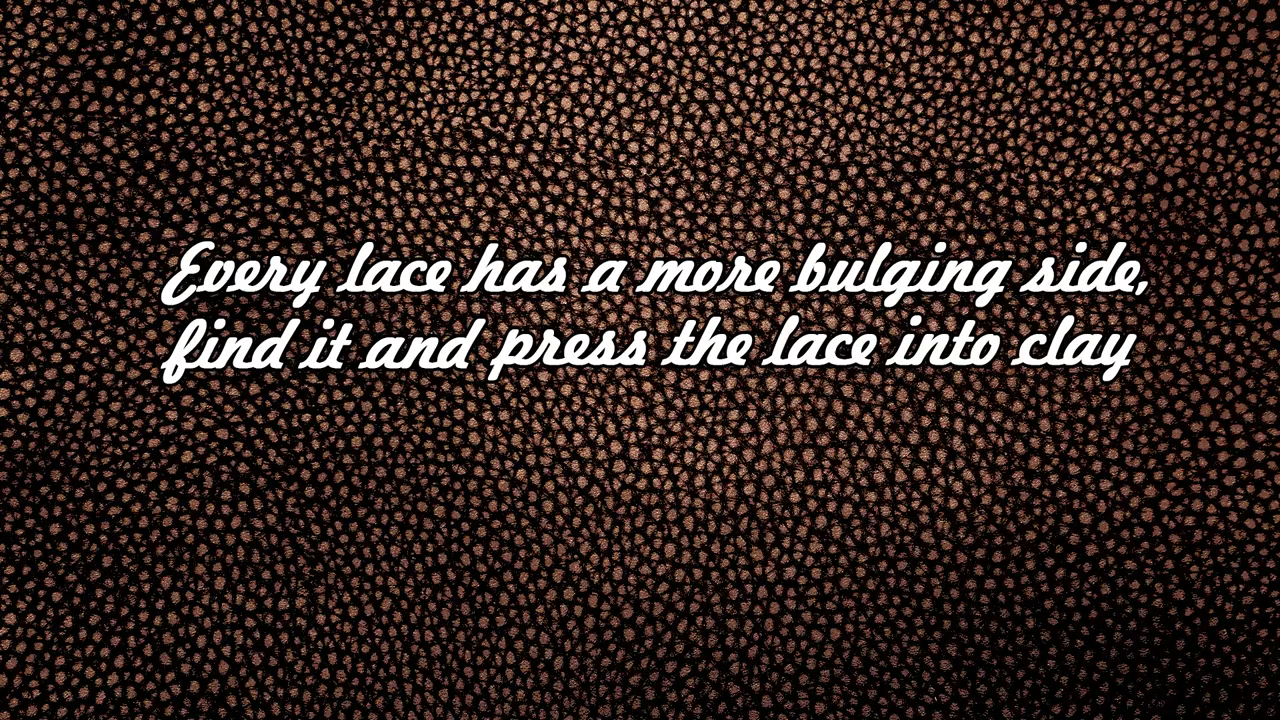 Every lace has a more bulging side,
find it and press the lace into clay